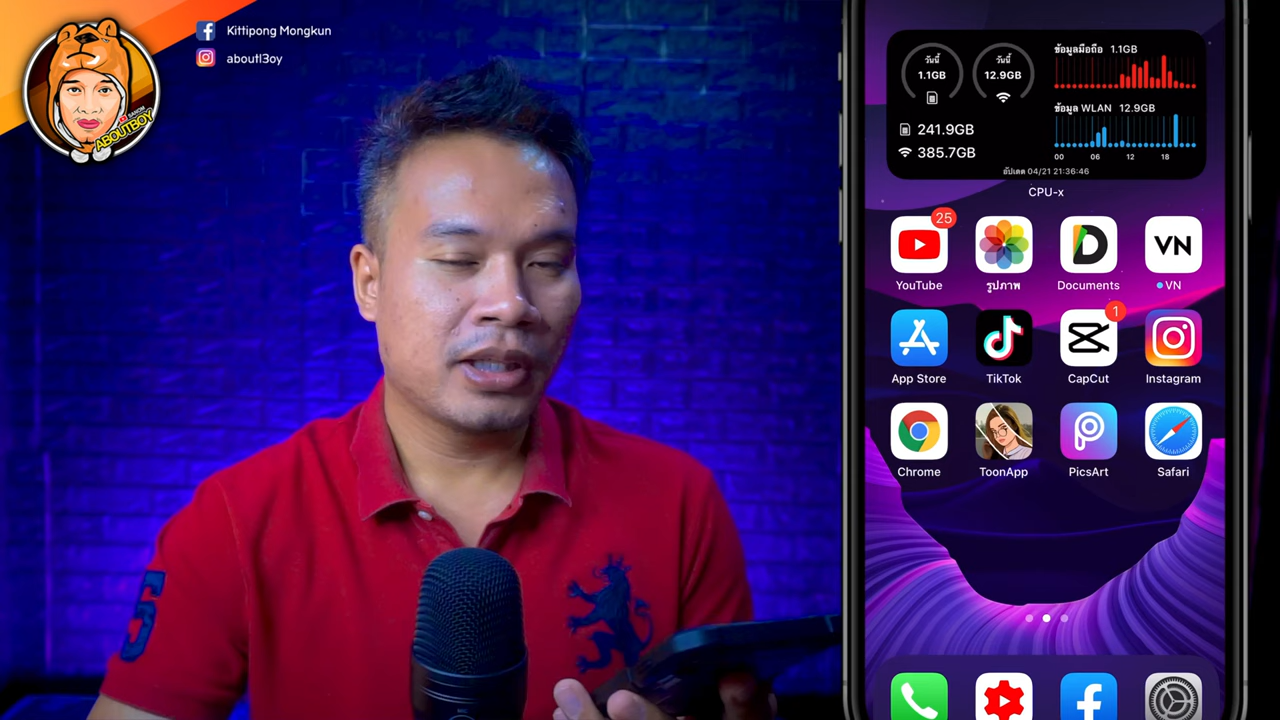 Kittipong Mongkun
aboutl3oy
ABOUTBOY
5
วันนี้
1.1GB
วันนี้
12.9GB
241.9GB
385.7GB
ข้อมูลมือถือ 1.1GB
ข้อมูล WLAN 12.9GB
00 06 12 18
อัปเดต 04/21 21:36:46
CPU-x
25
YouTube
รูปภาพ
Documents
VN
VN
App Store
TikTok
1
CapCut
Instagram
Chrome
ToonApp
PicsArt
Safari